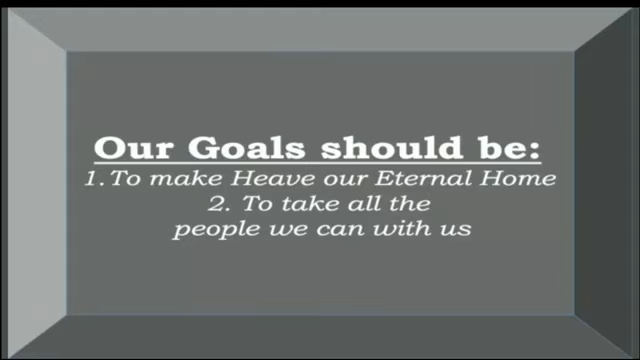 Our Goals should be:
1. To make Heave our Eternal Home
2. To take all the
people we can with us